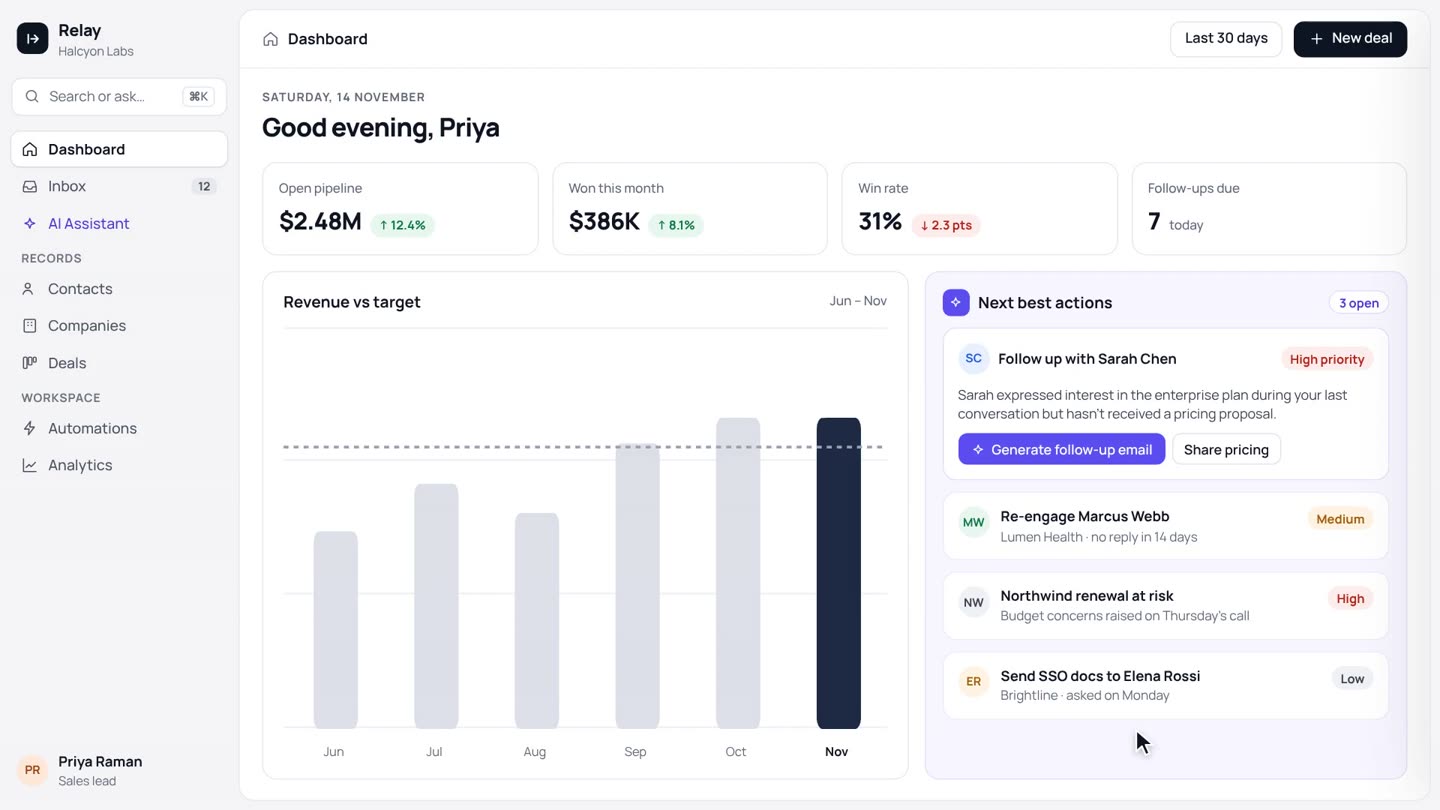 Relay
Halcyon Labs
Search or ask...
⌘K
Dashboard
Inbox
12
AI Assistant
RECORDS
Contacts
Companies
Deals
WORKSPACE
Automations
Analytics
PR
Priya Raman
Sales lead
Dashboard
Last 30 days
+ New deal
SATURDAY, 14 NOVEMBER
Good evening, Priya
Open pipeline
$2.48M
↑ 12.4%
Won this month
$386K
↑ 8.1%
Win rate
31%
↓ 2.3 pts
Follow-ups due
7 today
Revenue vs target
Jun – Nov
Jun
Jul
Aug
Sep
Oct
Nov
Next best actions
3 open
SC
Follow up with Sarah Chen
High priority
Sarah expressed interest in the enterprise plan during your last
conversation but hasn't received a pricing proposal.
Generate follow-up email
Share pricing
MW
Re-engage Marcus Webb
Medium
Lumen Health · no reply in 14 days
NW
Northwind renewal at risk
High
Budget concerns raised on Thursday's call
ER
Send SSO docs to Elena Rossi
Low
Brightline · asked on Monday